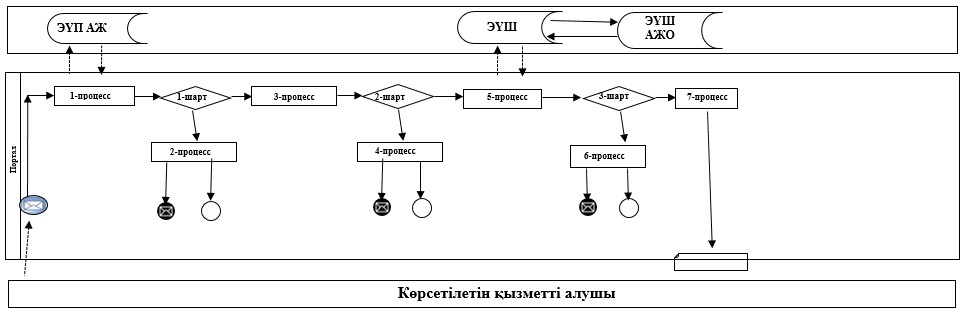 ЭҮП АЖ
ЭҮШ
ЭҮШ
АЖО
1-процесс
1-шарт
3-процесс
2-шарт
5-процесс
3-шарт
7-процесс
2-процесс
4-процесс
6-процесс
Портал
Көрсетілетін қызметті алушы